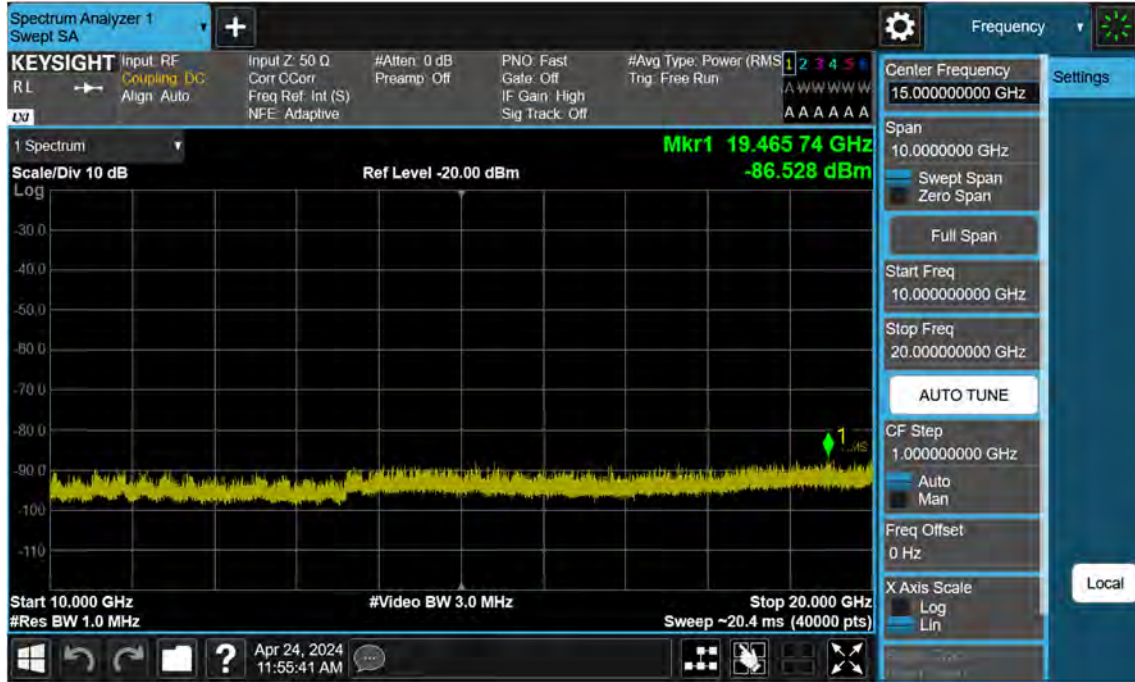 Spectrum Analyzer 1
Swept SA
Frequency
KEYSIGHT
RL
LXI
Input: RF
Coupling: DC
Align: Auto
Input Z: 50 Ω
Corr CCorr
Freq Ref: Int (S)
NFE: Adaptive
#Atten: 0 dB
Preamp: Off
PNO: Fast
Gate: Off
IF Gain: High
Sig Track: Off
#Avg Type: Power (RMS
Trig: Free Run
1 2 3 4 5 6
A W W W W W
A A A A A A
1 Spectrum
Scale/Div 10 dB
Log
Ref Level -20.00 dBm
Mkr1 19.465 74 GHz
-86.528 dBm
-30.0
-40.0
-50.0
-60.0
-70.0
-80.0
-90.0
-100
-110
1
Start 10.000 GHz
#Res BW 1.0 MHz
#Video BW 3.0 MHz
Stop 20.000 GHz
Sweep ~20.4 ms (40000 pts)
Center Frequency
15.000000000 GHz
Span
10.0000000 GHz
Swept Span
Zero Span
Full Span
Start Freq
10.000000000 GHz
Stop Freq
20.000000000 GHz
AUTO TUNE
CF Step
1.000000000 GHz
Auto
Man
Freq Offset
0 Hz
X Axis Scale
Log
Lin
Settings
Local
?
Apr 24, 2024
11:55:41 AM